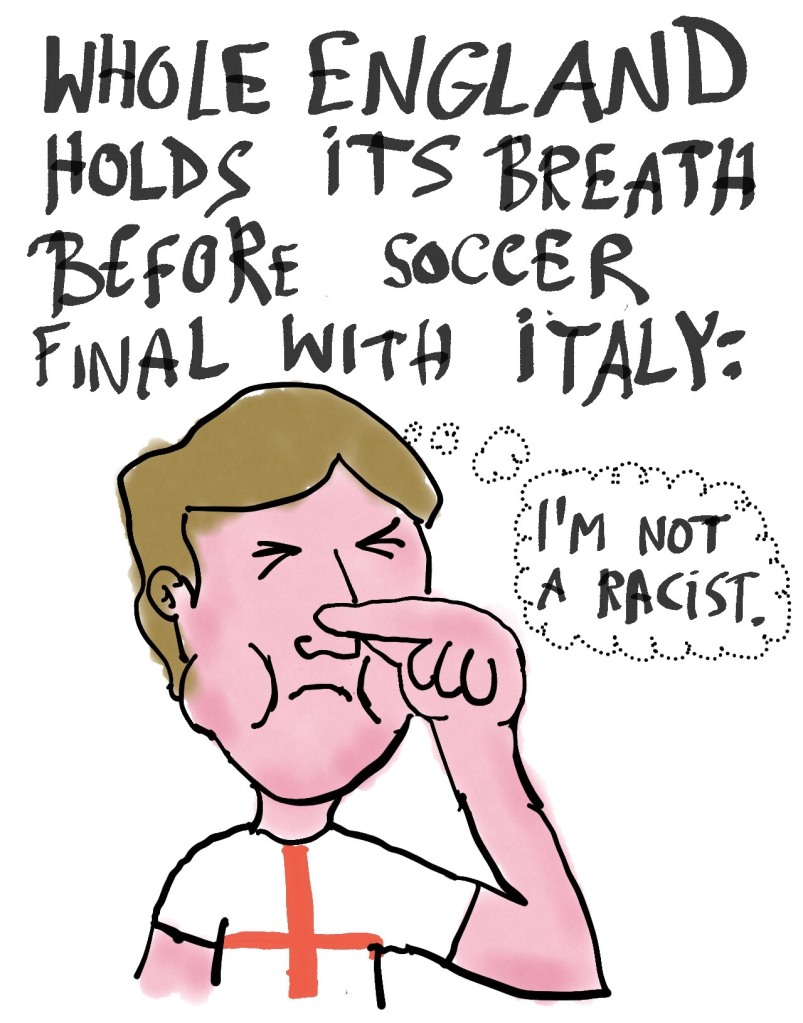 WHOLE ENGLAND
HOLDS ITS BREATH
BEFORE SOCCER
FINAL WITH ITALY:
I'M NOT
A RACIST.